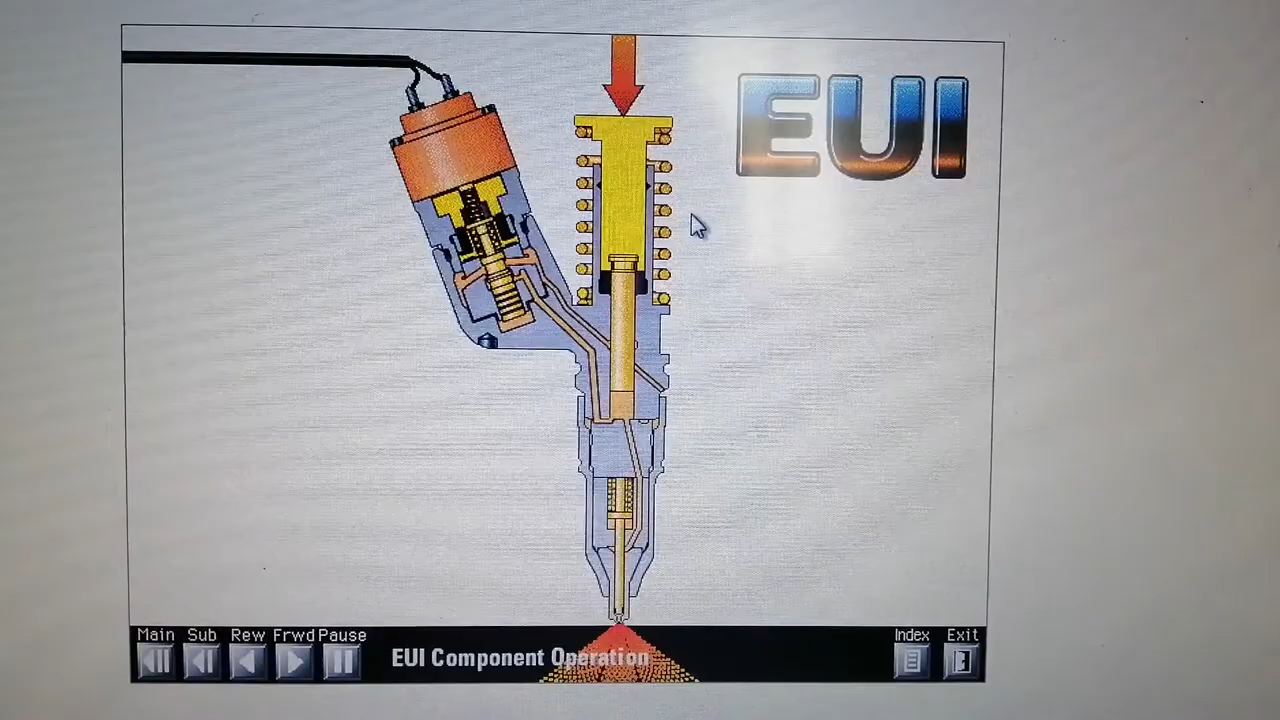 EUI
Main Sub Rew Frwd Pause
Index Exit
EUI Component Operation